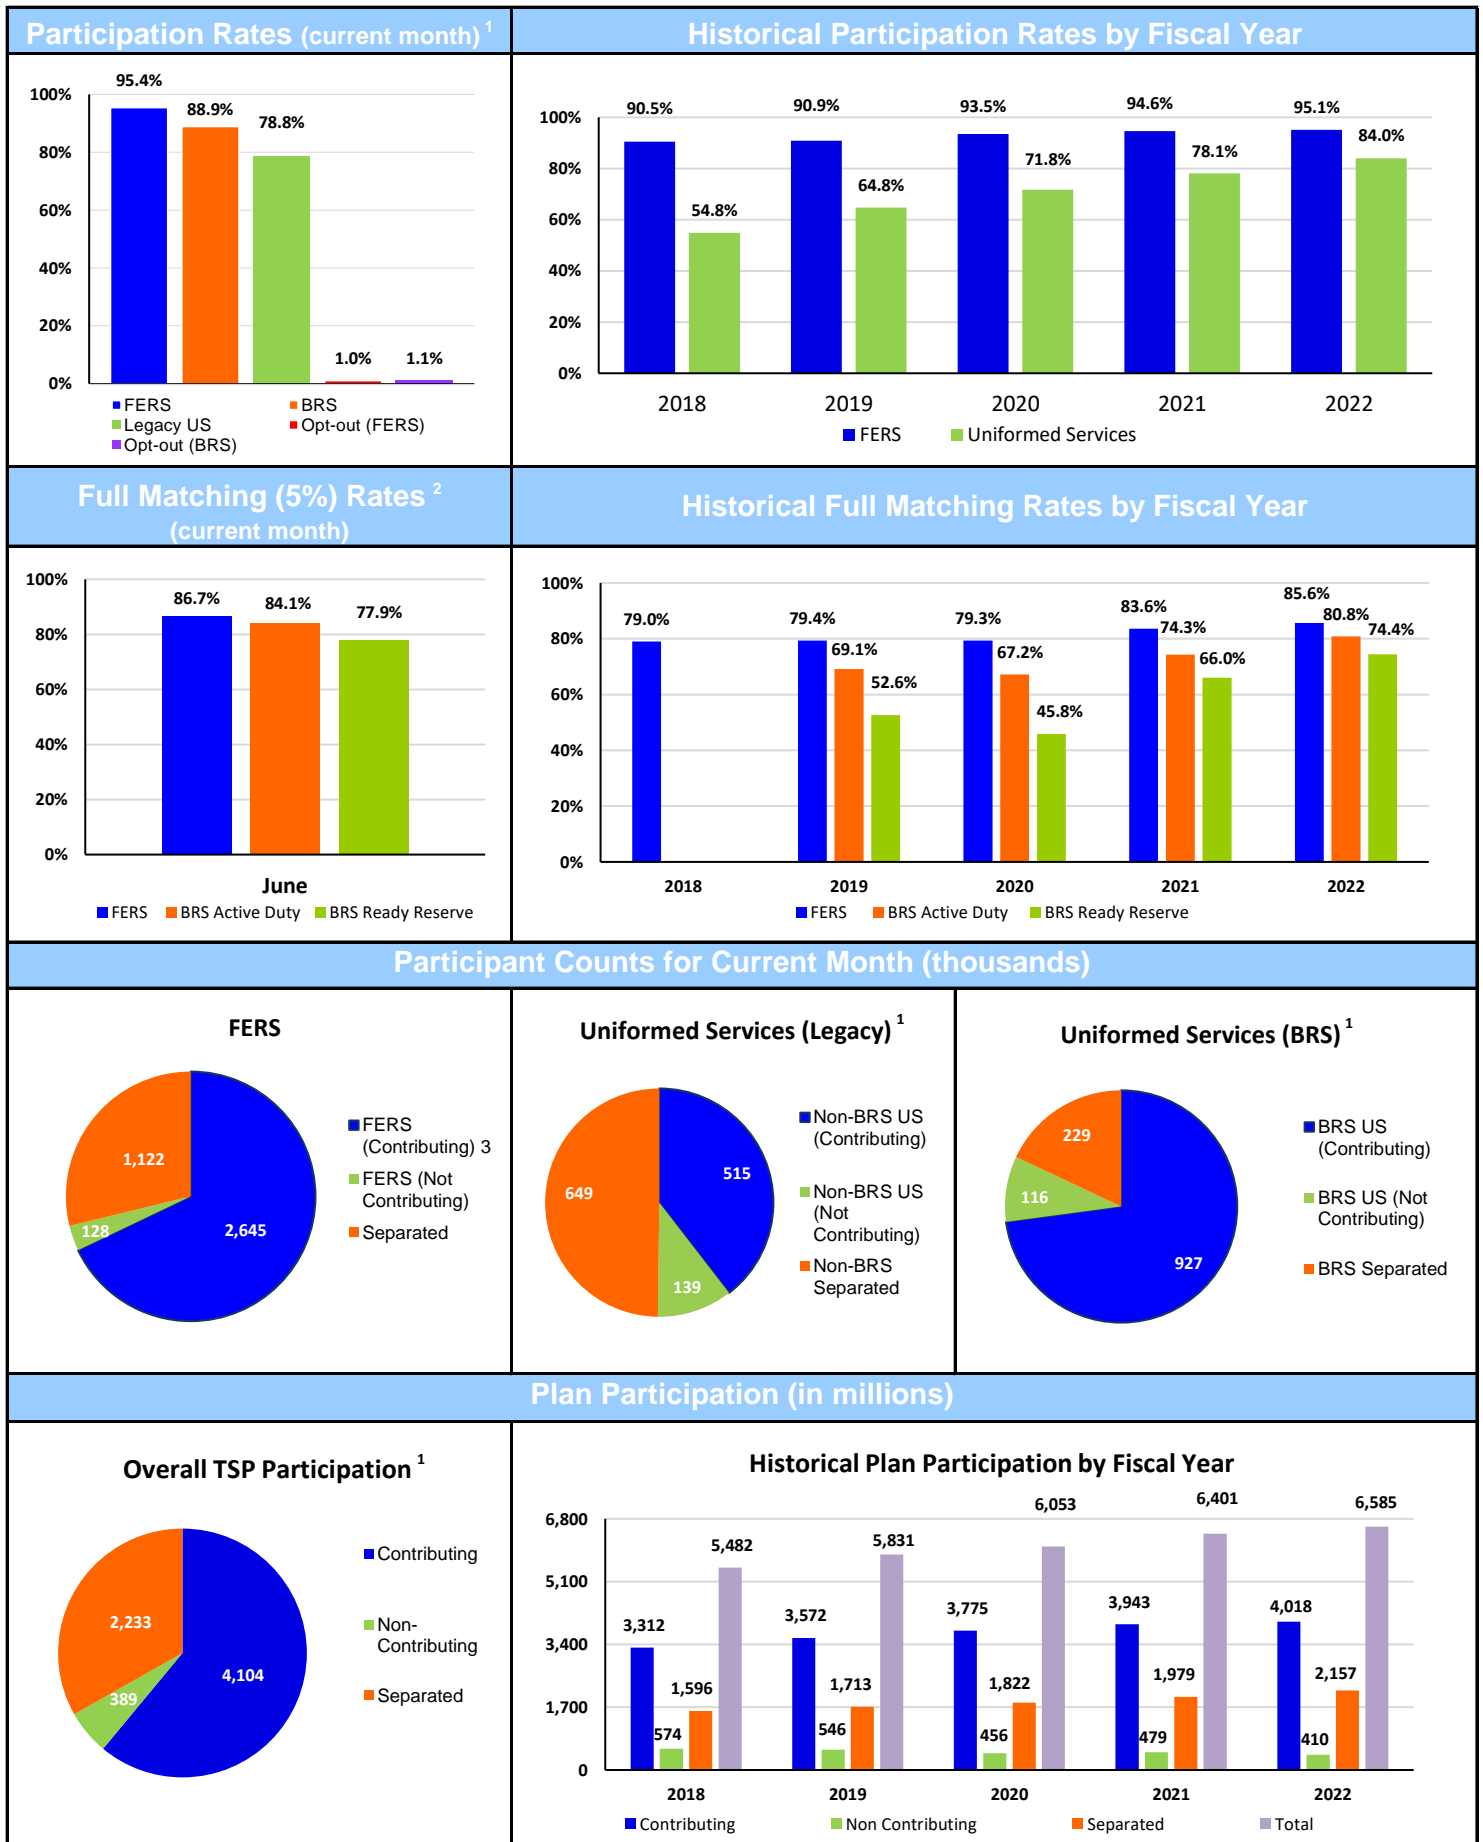 Participation Rates (current month) 1
Historical Participation Rates by Fiscal Year
95.4%
100%
88.9%
78.8%
80%
60%
40%
20%
1.0%
1.1%
0%
FERS
BRS
Legacy US
Opt-out (FERS)
Opt-out (BRS)
90.5%
90.9%
93.5%
94.6%
95.1%
100%
84.0%
78.1%
80%
71.8%
64.8%
60%
54.8%
40%
20%
0%
2018
2019
2020
2021
2022
FERS
Uniformed Services
Full Matching (5%) Rates 2
(current month)
Historical Full Matching Rates by Fiscal Year
100%
86.7%
84.1%
77.9%
80%
60%
40%
20%
0%
June
FERS
BRS Active Duty
BRS Ready Reserve
100%
79.0%
79.4%
79.3%
83.6%
85.6%
80.8%
74.3%
74.4%
80%
69.1%
67.2%
66.0%
52.6%
45.8%
60%
40%
20%
0%
2018
2019
2020
2021
2022
FERS
BRS Active Duty
BRS Ready Reserve
Participant Counts for Current Month (thousands)
FERS
1,122
128
2,645
FERS
(Contributing) 3
FERS (Not
Contributing)
Separated
Uniformed Services (Legacy) 1
649
515
139
Non-BRS US
(Contributing)
Non-BRS US
(Not
Contributing)
Non-BRS
Separated
Uniformed Services (BRS) 1
229
116
927
BRS US
(Contributing)
BRS US (Not
Contributing)
BRS Separated
Plan Participation (in millions)
Overall TSP Participation 1
2,233
389
4,104
Contributing
Non-
Contributing
Separated
Historical Plan Participation by Fiscal Year
6,800
5,100
3,400
1,700
0
3,312
574
1,596
5,482
3,572
546
1,713
5,831
3,775
456
1,822
6,053
3,943
479
1,979
6,401
4,018
410
2,157
6,585
2018
2019
2020
2021
2022
Contributing
Non Contributing
Separated
Total